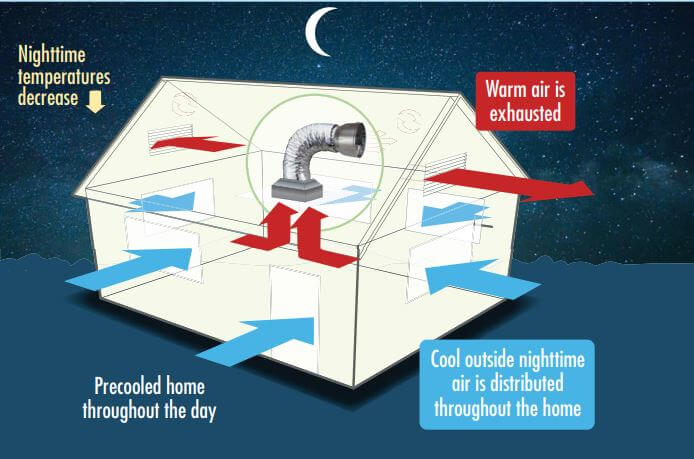 Nighttime
temperatures
decrease
Warm air is
exhausted
Precooled home
throughout the day
Cool outside nighttime
air is distributed
throughout the home